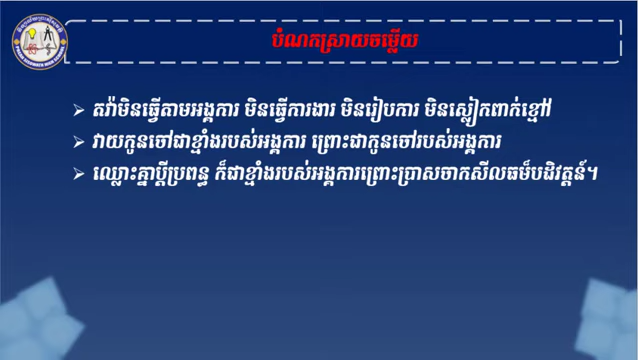 បំណកស្រាយចម្លើយ
តវ៉ាមិនធ្វើតាមអង្គការ មិនធ្វើការងារ មិនរៀបការ មិនស្លៀកពាក់ខ្មៅ
វាយកូនចៅជាខ្មាំងរបស់អង្គការ ព្រោះជាកូនចៅរបស់អង្គការ
ឈ្លោះគ្នាប្តីប្រពន្ធ ក៏ជាខ្មាំងរបស់អង្គការព្រោះប្រាសចាកសីលធម៌បដិវត្តន៍។